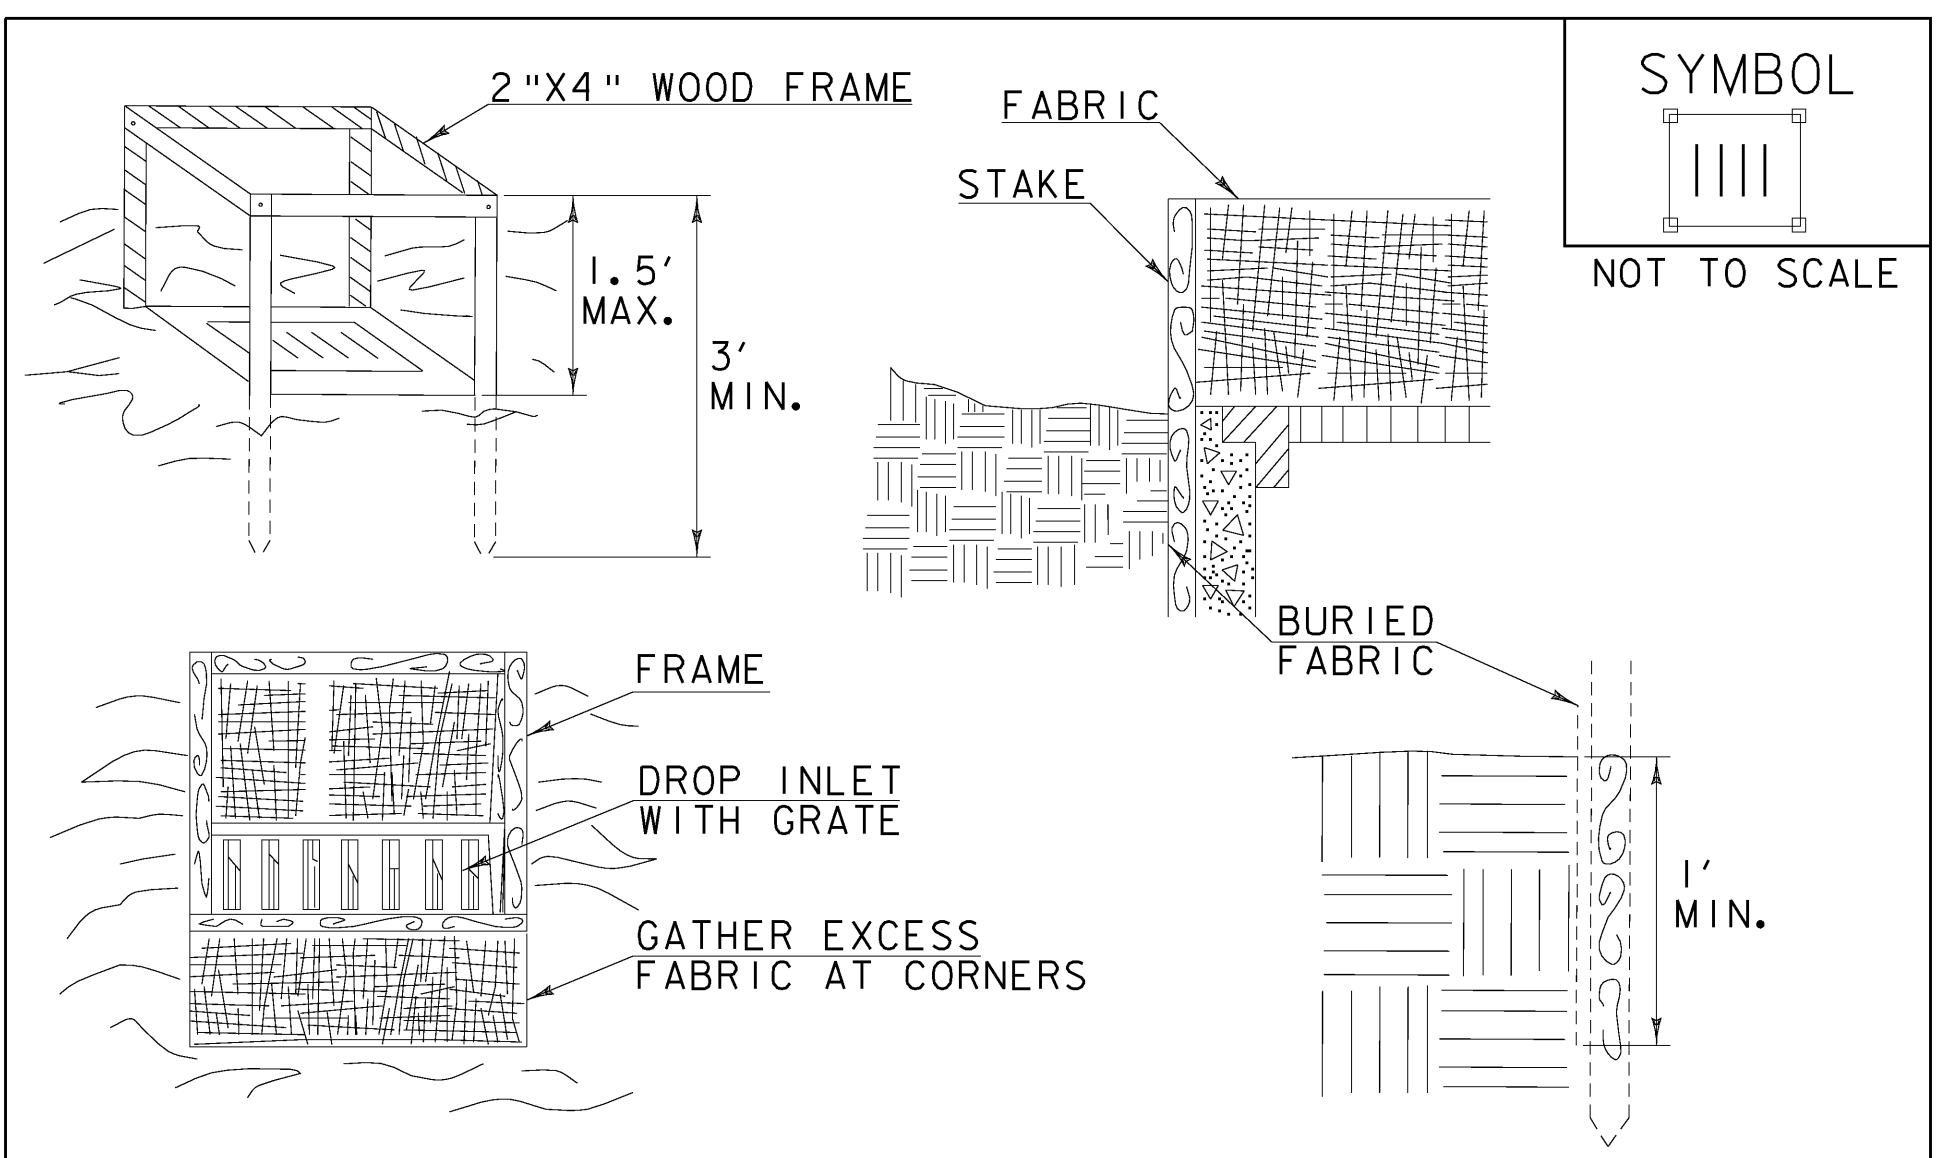 2"X4" WOOD FRAME
1.5'
MAX.
3'
MIN.
FABRIC
STAKE
SYMBOL
NOT TO SCALE
BURIED
FABRIC
FRAME
DROP INLET
WITH GRATE
GATHER EXCESS
FABRIC AT CORNERS
1'
MIN.